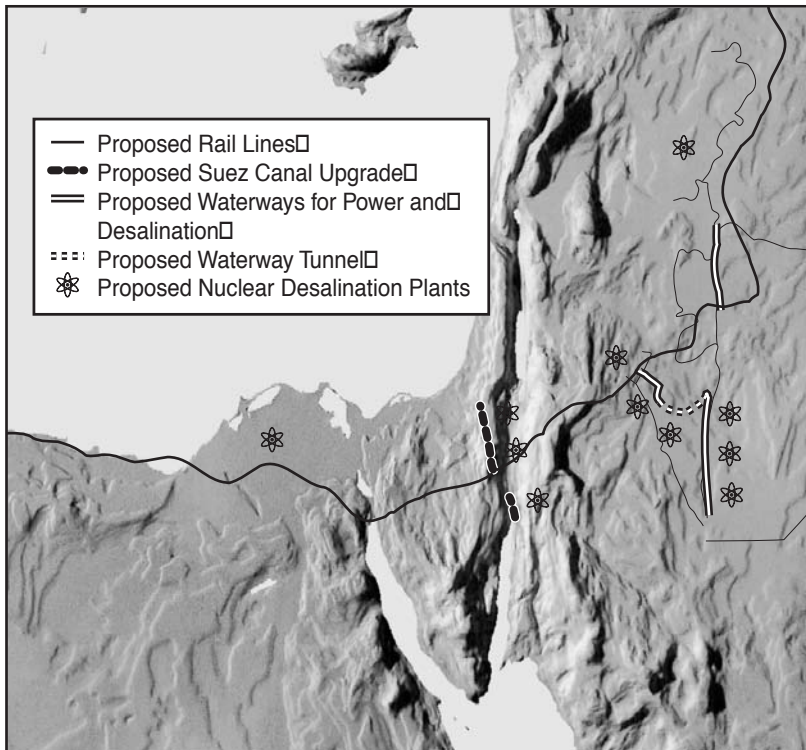 Proposed Rail Lines□
Proposed Suez Canal Upgrade□
Proposed Waterways for Power and□
Desalination□
Proposed Waterway Tunnel□
Proposed Nuclear Desalination Plants